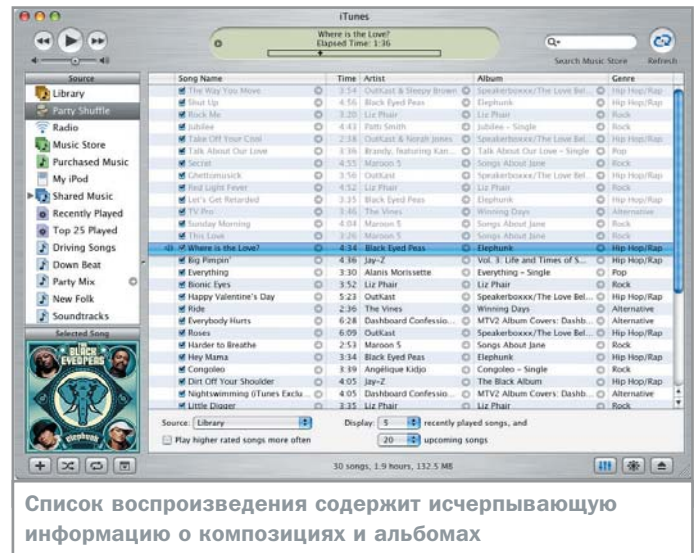 iTunes
Where is the Love?
Elapsed Time: 1:36
Search Music Store Refresh
Source
Library
Party Shuffle
Radio
Music Store
Purchased Music
My iPod
Shared Music
Recently Played
Top 25 Played
Driving Songs
Down Beat
Party Mix
New Folk
Soundtracks
Selected Song
THE BLACK EYED PEAS
elephunk
Song Name Time Artist Album Genre
The Way You Move 3:54 OutKast & Sleepy Brown Speakerboxxx/The Love Bel... Hip Hop/Rap
Shut Up 4:56 Black Eyed Peas Elephunk Hip Hop/Rap
Rock Me 3:20 Liz Phair Liz Phair Rock
Jubilee 4:43 Patti Smith Jubilee - Single Rock
Take Off Your Cool 2:38 OutKast & Norah Jones Speakerboxxx/The Love Bel... Hip Hop/Rap
Talk About Our Love 3:36 Brandy, featuring Kan... Talk About Our Love - Single Pop
Secret 4:55 Maroon 5 Songs About Jane Rock
Ghettomusick 3:56 OutKast Speakerboxxx/The Love Bel... Hip Hop/Rap
Red Light Fever 4:52 Liz Phair Liz Phair Rock
Let's Get Retarded 3:35 Black Eyed Peas Elephunk Hip Hop/Rap
TV Pro 3:46 The Vines Winning Days Alternative
Sunday Morning 4:04 Maroon 5 Songs About Jane Rock
This Love 3:26 Maroon 5 Songs About Jane Rock
Where is the Love? 4:34 Black Eyed Peas Elephunk Hip Hop/Rap
Big Pimpin' 4:36 Jay-Z Vol. 3: Life and Times of S... Hip Hop/Rap
Everything 3:30 Alanis Morissette Everything - Single Pop
Bionic Eyes 3:52 Liz Phair Liz Phair Rock
Happy Valentine's Day 5:23 OutKast Speakerboxxx/The Love Bel... Hip Hop/Rap
Ride 2:36 The Vines Winning Days Alternative
Everybody Hurts 6:28 Dashboard Confessio... MTV2 Album Covers: Dashb... Alternative
Roses 6:09 OutKast Speakerboxxx/The Love Bel... Hip Hop/Rap
Harder to Breathe 2:53 Maroon 5 Songs About Jane Rock
Hey Mama 3:34 Black Eyed Peas Elephunk Hip Hop/Rap
Congoleo 3:39 Angélique Kidjo Congoleo - Single Rock
Dirt Off Your Shoulder 4:05 Jay-Z The Black Album Hip Hop/Rap
Nightswimming (iTunes Exclu... 4:05 Dashboard Confessio... MTV2 Album Covers: Dashb... Alternative
Little Digger 3:35 Liz Phair Liz Phair Rock
Source: Library Display: 5 recently played songs, and
Play higher rated songs more often 20 upcoming songs
30 songs, 1.9 hours, 132.5 MB
Список воспроизведения содержит исчерпывающую
информацию о композициях и альбомах